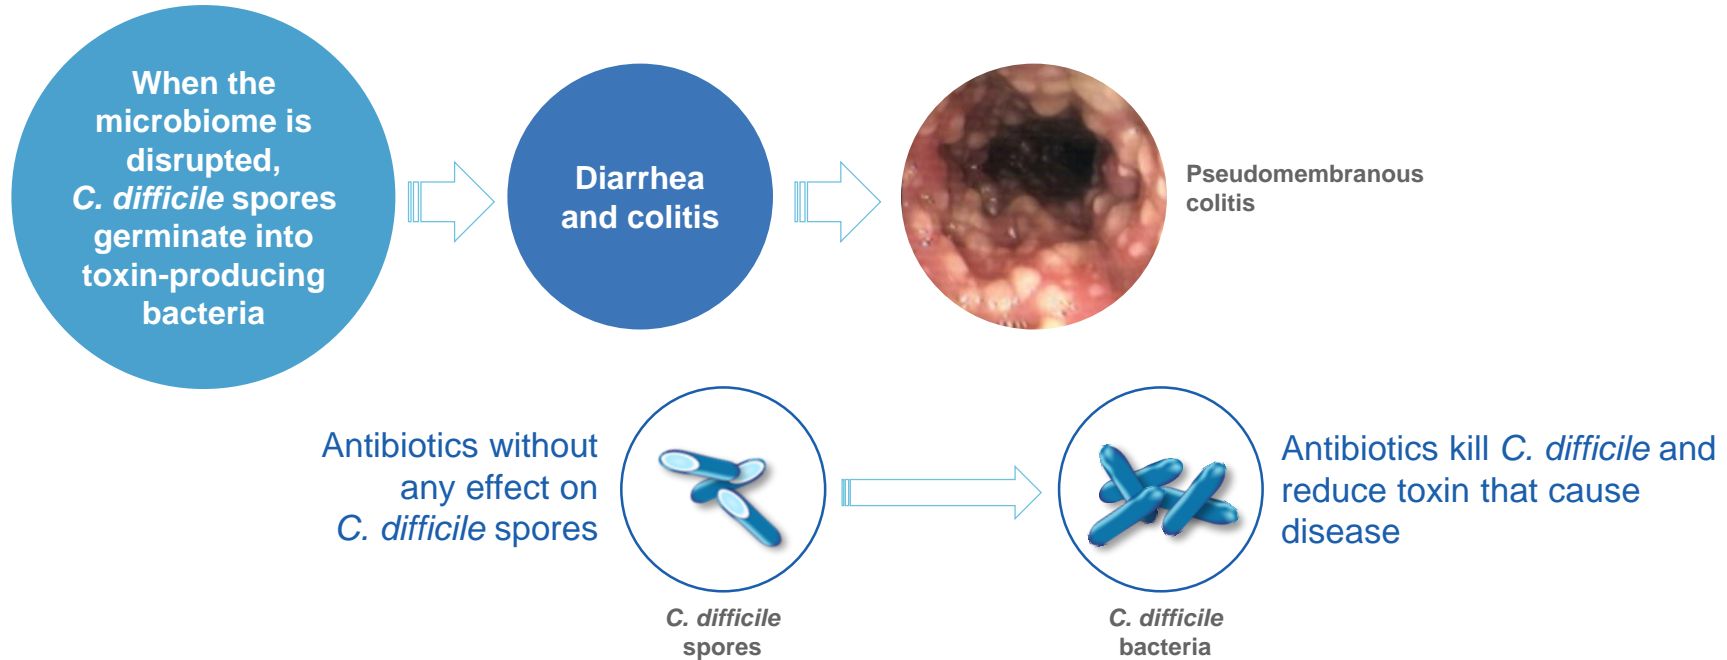 When the
microbiome is
disrupted,
C. difficile spores
germinate into
toxin-producing
bacteria
Diarrhea
and colitis
Pseudomembranous
colitis
Antibiotics without
any effect on
C. difficile spores
C. difficile
spores
C. difficile
bacteria
Antibiotics kill C. difficile and
reduce toxin that cause
disease